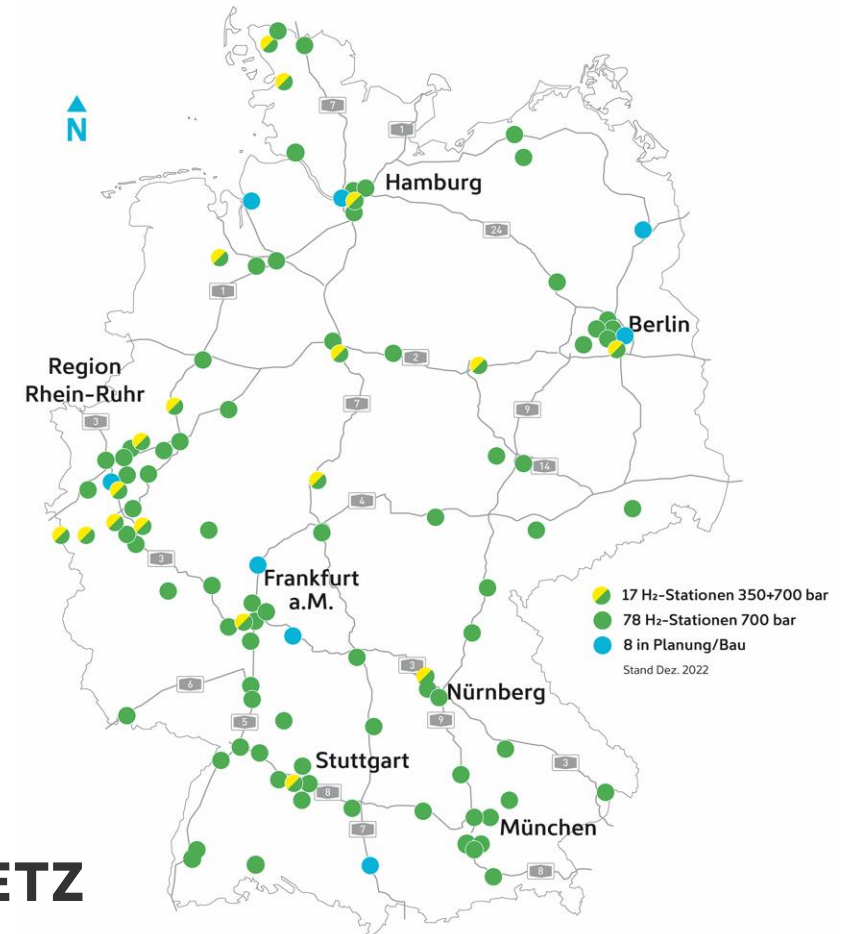 N
7
1
Hamburg
24
1
Berlin
2
Region
Rhein-Ruhr
7
9
3
14
4
3
Frankfurt
a.M.
17 H₂-Stationen 350+700 bar
78 H₂-Stationen 700 bar
8 in Planung/Bau
Stand Dez. 2022
3
6
Nürnberg
5
9
Stuttgart
3
8
7
München
ETZ
8